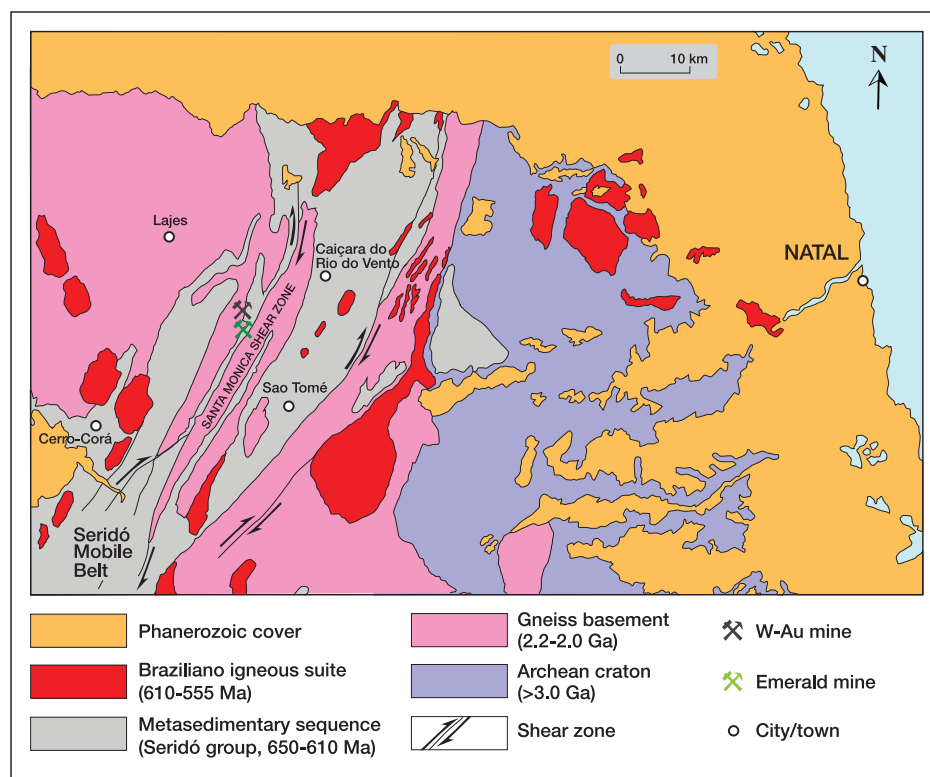 0 10 km
N
Lajes
Caiçara do
Rio do Vento
NATAL
SANTA MONICA SHEAR ZONE
Sao Tomé
Cerro-Corá
Seridó
Mobile
Belt
Phanerozoic cover
Braziliano igneous suite
(610-555 Ma)
Metasedimentary sequence
(Seridó group, 650-610 Ma)
Gneiss basement
(2.2-2.0 Ga)
Archean craton
(>3.0 Ga)
Shear zone
W-Au mine
Emerald mine
City/town